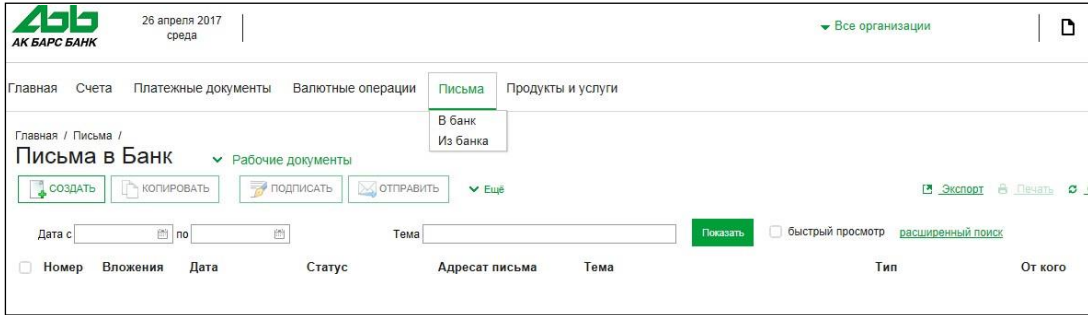 АК БАРС БАНК
26 апреля 2017
среда
Все организации
Главная Счета Платежные документы Валютные операции Письма Продукты и услуги
В банк
Из банка
Главная / Письма /
Письма в Банк Рабочие документы
СОЗДАТЬ КОПИРОВАТЬ ПОДПИСАТЬ ОТПРАВИТЬ Ещё Экспорт Печать
Дата с по Тема Показать быстрый просмотр расширенный поиск
Номер Вложения Дата Статус Адресат письма Тема Тип От кого